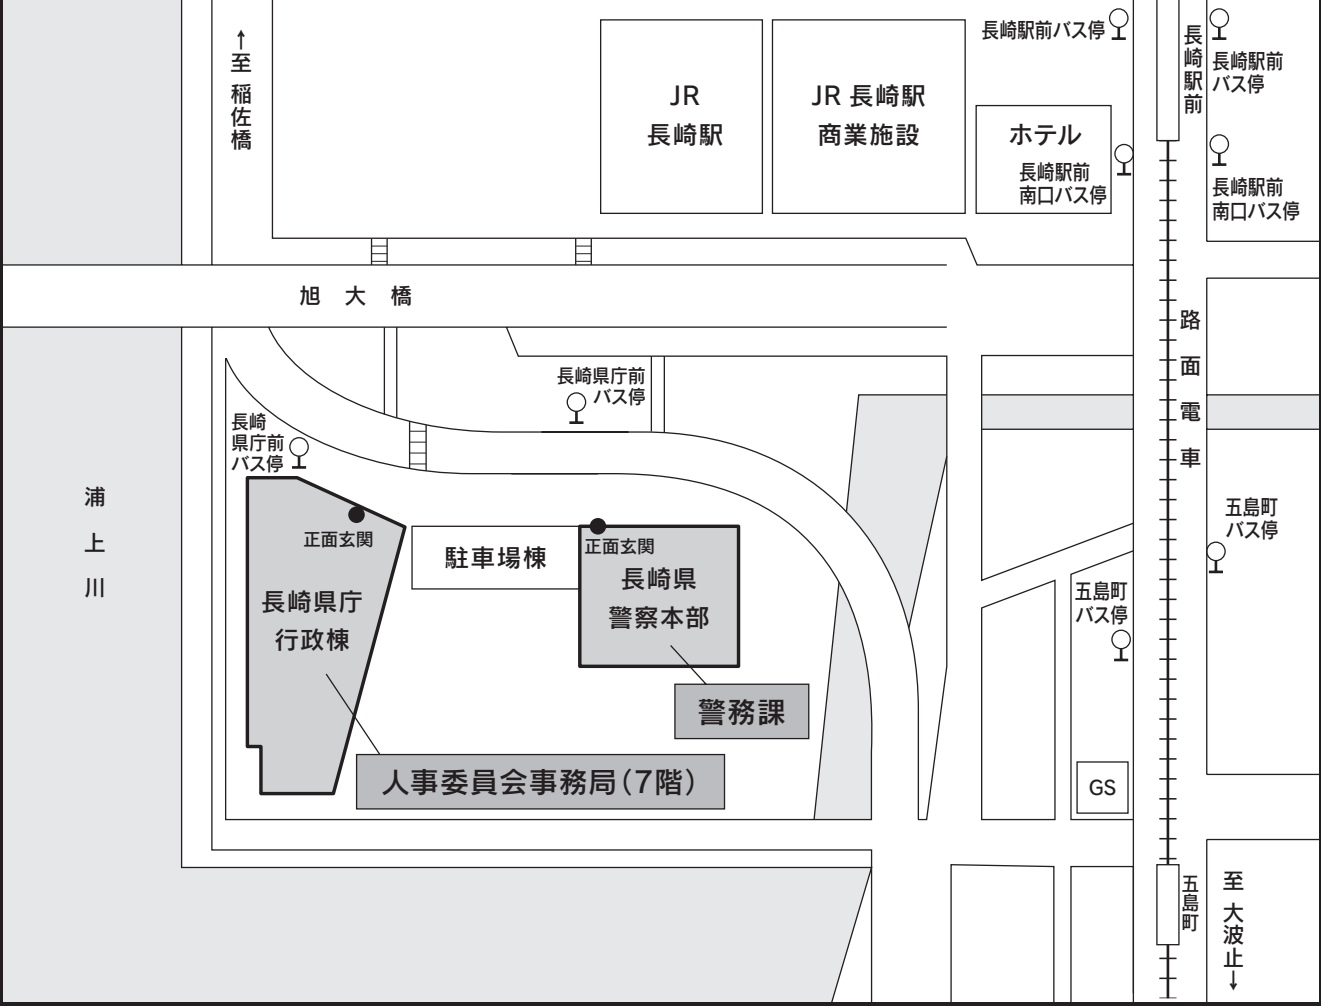 ↑至 稲佐橋
JR
長崎駅
JR 長崎駅
商業施設
長崎駅前バス停
ホテル
長崎駅前
南口バス停
長崎駅前
長崎駅前
バス停
長崎駅前
南口バス停
旭大橋
路面電車
長崎県庁前
バス停
長崎
県庁前
バス停
浦上川
正面玄関
長崎県庁
行政棟
駐車場棟
正面玄関
長崎県
警察本部
警務課
人事委員会事務局(7階)
五島町
バス停
五島町
バス停
GS
五島町
至 大波止↓